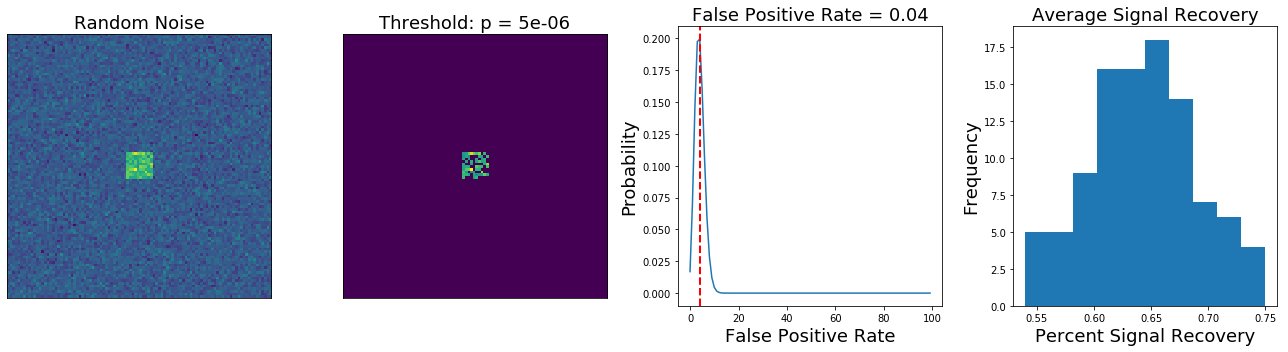 Random Noise
Threshold: p = 5e-06
False Positive Rate = 0.04
0.200
0.175
0.150
0.125
0.100
0.075
0.050
0.025
0.000
Probability
0 20 40 60 80 100
False Positive Rate
Average Signal Recovery
17.5
15.0
12.5
10.0
7.5
5.0
2.5
0.0
Frequency
0.55 0.60 0.65 0.70 0.75
Percent Signal Recovery